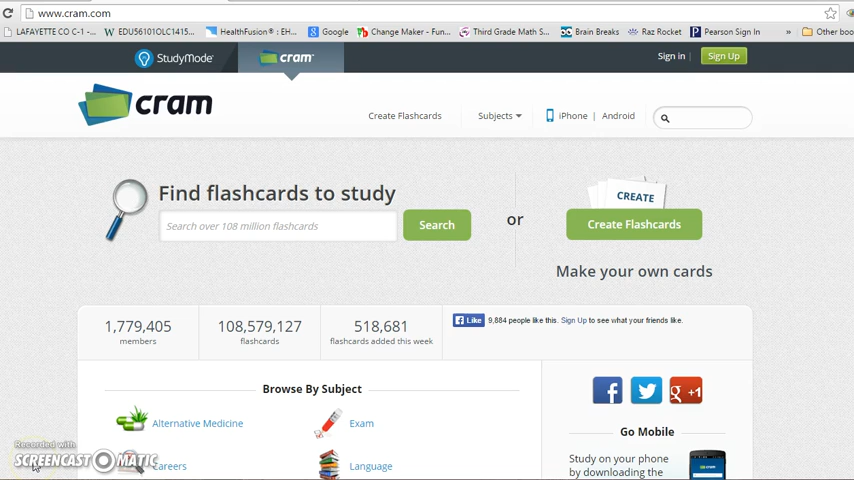 www.cram.com
LAFAYETTE CO C-1 - ... EDU56101OLC1415... HealthFusion® : EH... Google Change Maker - Fun... Third Grade Math S... Brain Breaks Raz Rocket Pearson Sign In » Other boo
StudyMode cram Sign in Sign Up
cram
Create Flashcards Subjects iPhone | Android
Find flashcards to study
Search over 108 million flashcards Search or CREATE Create Flashcards
Make your own cards
1,779,405 108,579,127 518,681 Like 9,884 people like this. Sign Up to see what your friends like.
members flashcards flashcards added this week
Browse By Subject
Alternative Medicine Exam
Careers Language
g+1
Go Mobile
Study on your phone
by downloading the
Recorded with
SCREENCAST-O-MATIC